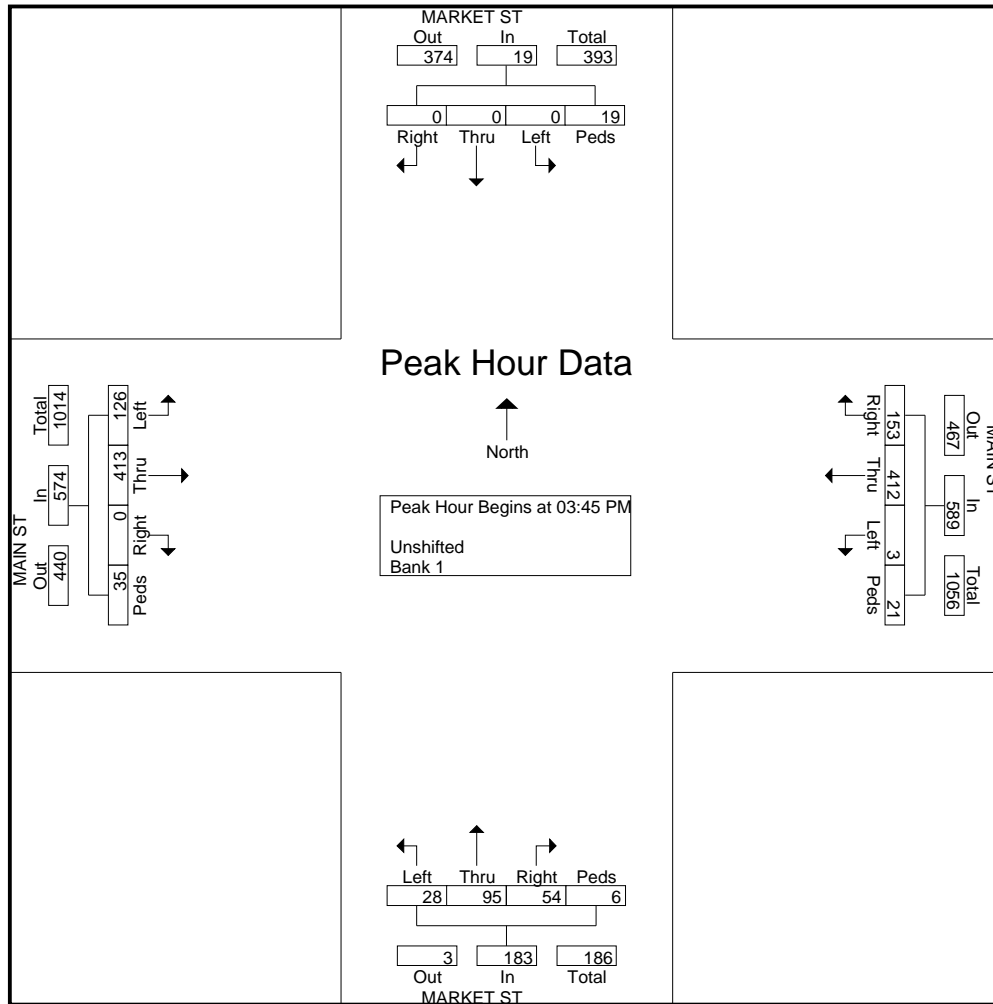 MARKET ST
Out In Total
374 19 393
0 0 0 19
Right Thru Left Peds
Peak Hour Data
North
Peak Hour Begins at 03:45 PM
Unshifted
Bank 1
MAIN ST
Out In Total
440 574 1014
126 413 0 35
Left Thru Right Peds
MAIN ST
Out In Total
467 589 1056
153 412 3 21
Right Thru Left Peds
Left Thru Right Peds
28 95 54 6
3 183 186
Out In Total
MARKET ST